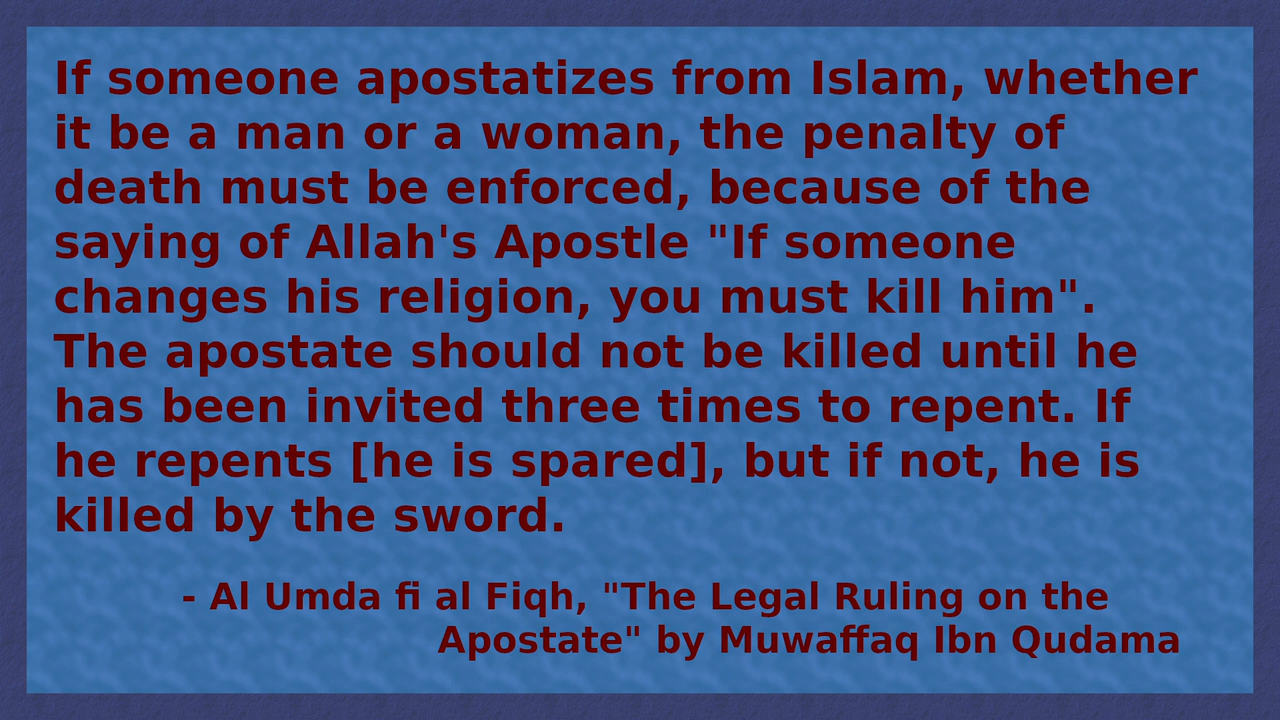 If someone apostatizes from Islam, whether
it be a man or a woman, the penalty of
death must be enforced, because of the
saying of Allah's Apostle "If someone
changes his religion, you must kill him".
The apostate should not be killed until he
has been invited three times to repent. If
he repents [he is spared], but if not, he is
killed by the sword.
- Al Umda fi al Fiqh, "The Legal Ruling on the
Apostate" by Muwaffaq Ibn Qudama